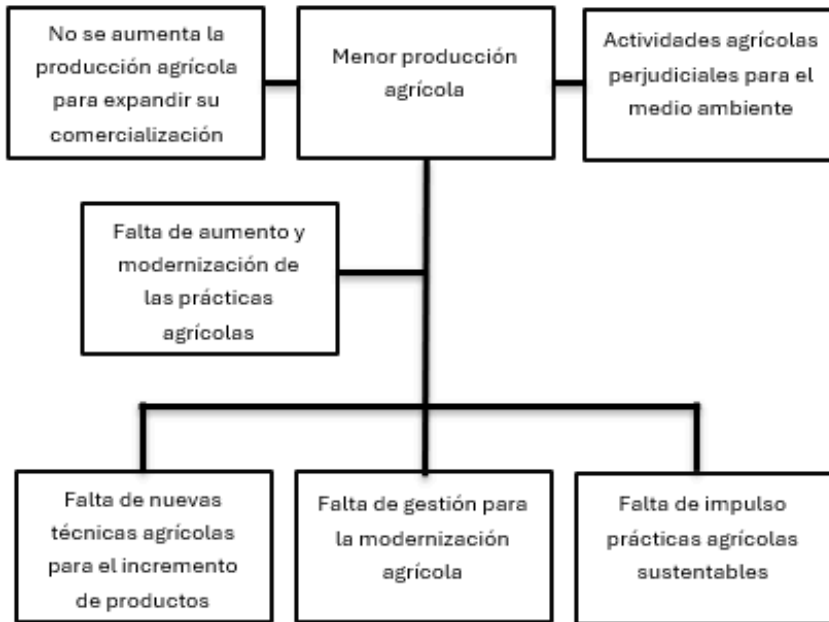 No se aumenta la
producción agrícola
para expandir su
comercialización
Menor producción
agrícola
Actividades agrícolas
perjudiciales para el
medio ambiente
Falta de aumento y
modernización de
las prácticas
agrícolas
Falta de nuevas
técnicas agrícolas
para el incremento
de productos
Falta de gestión para
la modernización
agrícola
Falta de impulso
prácticas agrícolas
sustentables